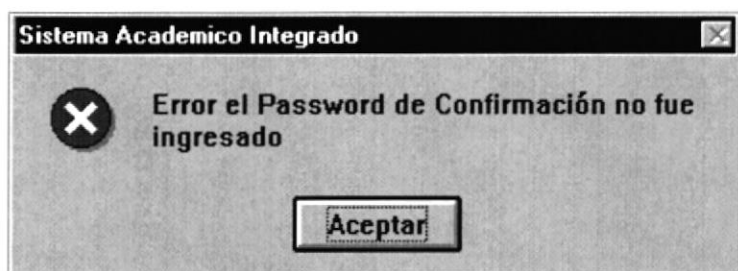 Sistema Academico Integrado
Error el Password de Confirmación no fue
ingresado
Aceptar